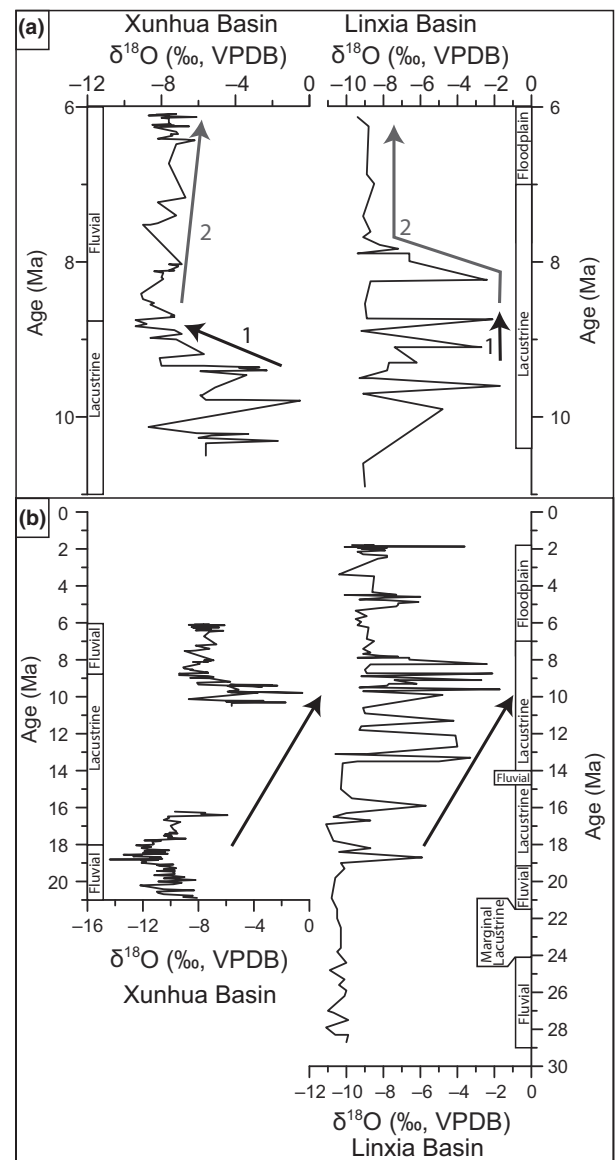 (a)
Xunhua Basin
Linxia Basin
δ18O (‰, VPDB)
δ18O (‰, VPDB)
−12 −8 −4 0
−10 −8 −6 −4 −2 0
6
8
10
Age (Ma)
Fluvial
Lacustrine
2
1
2
1
Floodplain
Lacustrine
6
8
10
Age (Ma)
(b)
0
2
4
6
8
10
12
14
16
18
20
Age (Ma)
Fluvial
Lacustrine
Fluvial
−16 −12 −8 −4 0
δ18O (‰, VPDB)
Xunhua Basin
Floodplain
Lacustrine
Fluvial
Lacustrine
Fluvial
Marginal
Lacustrine
Fluvial
0
2
4
6
8
10
12
14
16
18
20
22
24
26
28
30
Age (Ma)
−12 −10 −8 −6 −4 −2 0
δ18O (‰, VPDB)
Linxia Basin